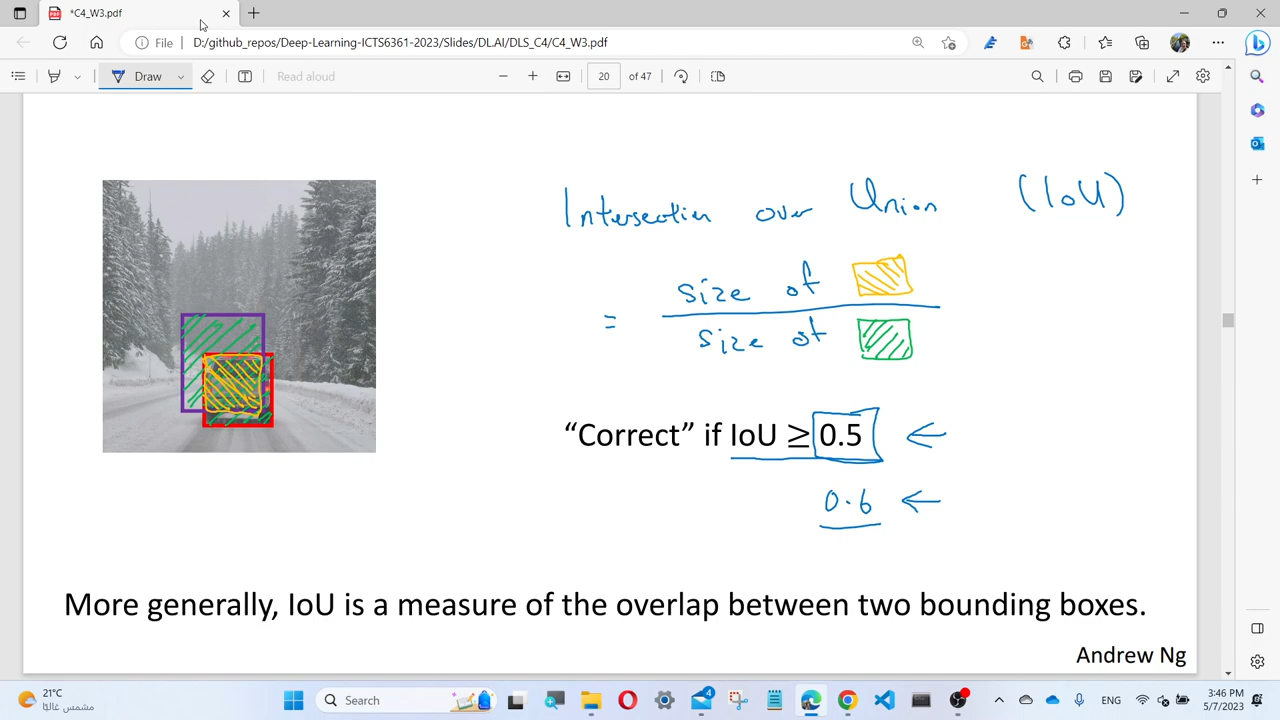 *C4_W3.pdf
File D:/github_repos/Deep-Learning-ICTS6361-2023/Slides/DL.AI/DLS_C4/C4_W3.pdf
Draw Read aloud 20 of 47
Intersection over Union (IoU)
size of
=
size of
“Correct” if IoU ≥ 0.5 ←
0.6 ←
More generally, IoU is a measure of the overlap between two bounding boxes.
Andrew Ng
21°C
مشمس غالبًا
Search
4
ENG
3:46 PM
5/7/2023